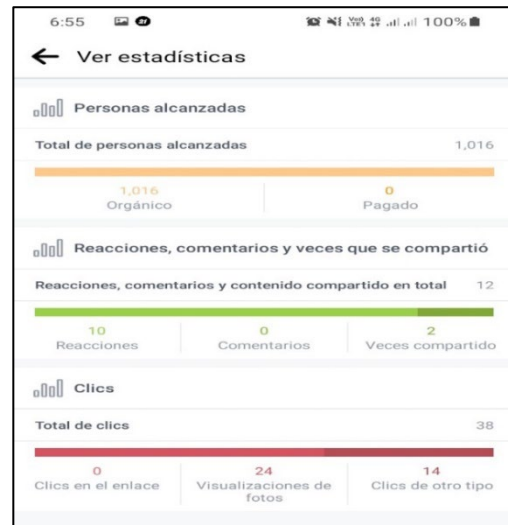 6:55 100%
Ver estadísticas
Personas alcanzadas
Total de personas alcanzadas 1,016
1,016 0
Orgánico Pagado
Reacciones, comentarios y veces que se compartió
Reacciones, comentarios y contenido compartido en total 12
10 0 2
Reacciones Comentarios Veces compartido
Clics
Total de clics 38
0 24 14
Clics en el enlace Visualizaciones de Clics de otro tipo
fotos